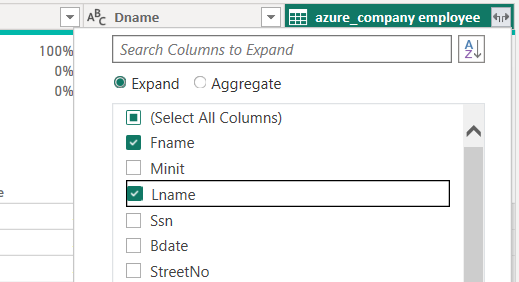 ABC Dname azure_company employee
100%
0%
0%
Search Columns to Expand AZ
Expand Aggregate
(Select All Columns)
Fname
Minit
Lname
e
Ssn
Bdate
StreetNo